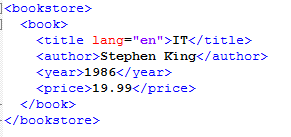 <bookstore>
<book>
<title lang="en">IT</title>
<author>Stephen King</author>
<year>1986</year>
<price>19.99</price>
</book>
</bookstore>